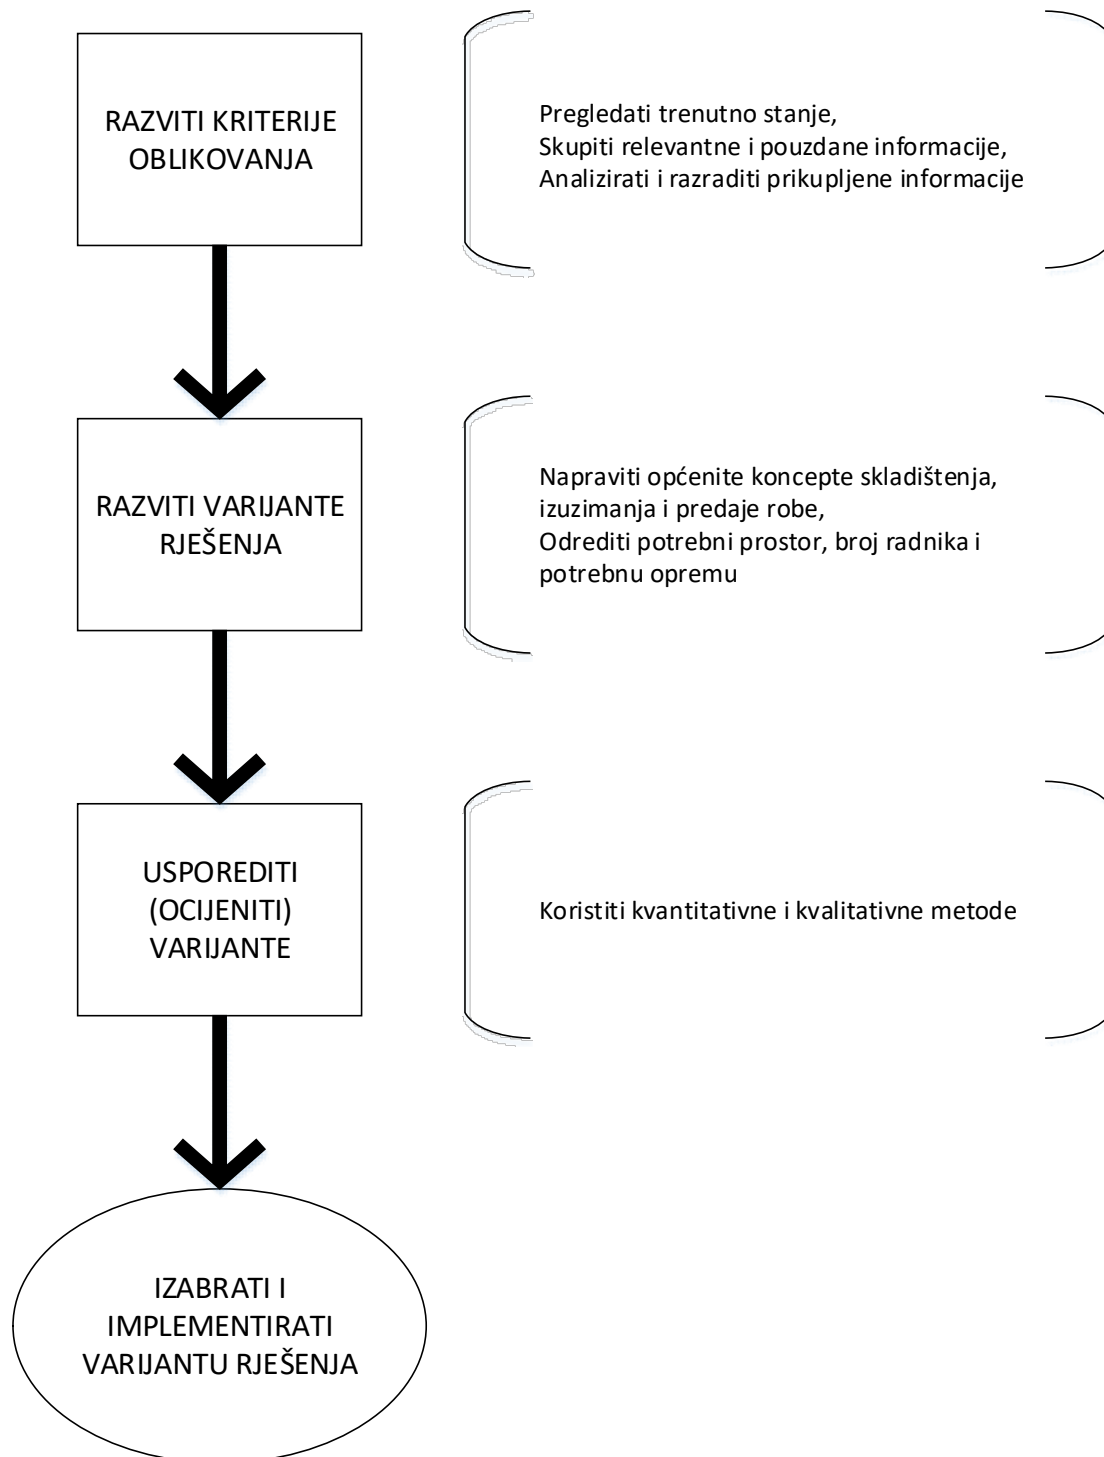 RAZVITI KRITERIJE
OBLIKOVANJA
Pregledati trenutno stanje,
Skupiti relevantne i pouzdane informacije,
Analizirati i razraditi prikupljene informacije
RAZVITI VARIJANTE
RJEŠENJA
Napraviti općenite koncepte skladištenja,
izuzimanja i predaje robe,
Odrediti potrebni prostor, broj radnika i
potrebnu opremu
USPOREDITI
(OCIJENITI)
VARIJANTE
Koristiti kvantitativne i kvalitativne metode
IZABRATI I
IMPLEMENTIRATI
VARIJANTU RJEŠENJA